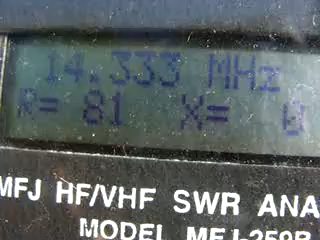 14.333 MHz
R= 81 X= 0
MFJ HF/VHF SWR ANA
MODEL MFJ-259B